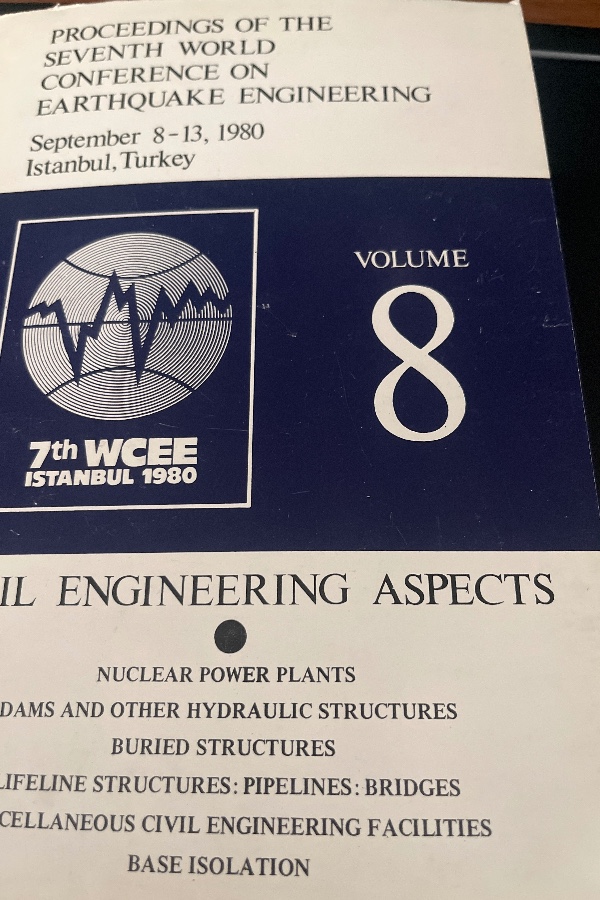 PROCEEDINGS OF THE
SEVENTH WORLD
CONFERENCE ON
EARTHQUAKE ENGINEERING
September 8-13, 1980
Istanbul, Turkey
VOLUME
8
7th WCEE
ISTANBUL 1980
IL ENGINEERING ASPECTS
NUCLEAR POWER PLANTS
DAMS AND OTHER HYDRAULIC STRUCTURES
BURIED STRUCTURES
LIFELINE STRUCTURES: PIPELINES: BRIDGES
CELLANEOUS CIVIL ENGINEERING FACILITIES
BASE ISOLATION